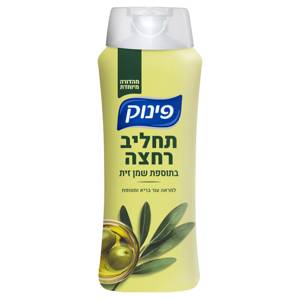 מהדורה
מיוחדת
פינוק
תחליב
רחצה
בתוספת שמן זית
למראה עור בריא ומטופח